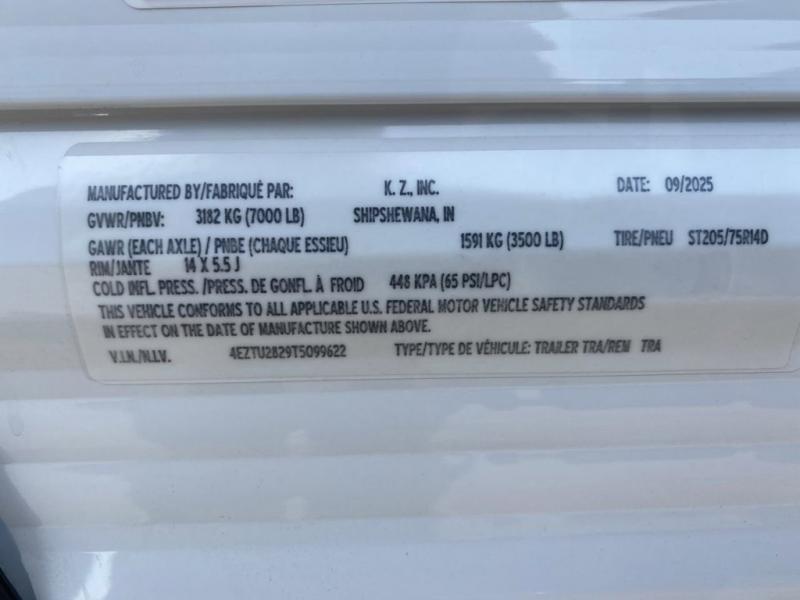 MANUFACTURED BY/FABRIQUÉ PAR: K. Z., INC. DATE: 09/2025
GVWR/PNBV: 3182 KG (7000 LB) SHIPSHEWANA, IN
GAWR (EACH AXLE) / PNBE (CHAQUE ESSIEU) 1591 KG (3500 LB) TIRE/PNEU ST205/75R14D
RIM/JANTE 14 X 5.5 J
COLD INFL. PRESS. /PRESS. DE GONFL. À FROID 448 KPA (65 PSI/LPC)
THIS VEHICLE CONFORMS TO ALL APPLICABLE U.S. FEDERAL MOTOR VEHICLE SAFETY STANDARDS
IN EFFECT ON THE DATE OF MANUFACTURE SHOWN ABOVE.
V.I.N./N.I.V. 4EZTU2829T5099622 TYPE/TYPE DE VÉHICULE: TRAILER TRA/REM TRA